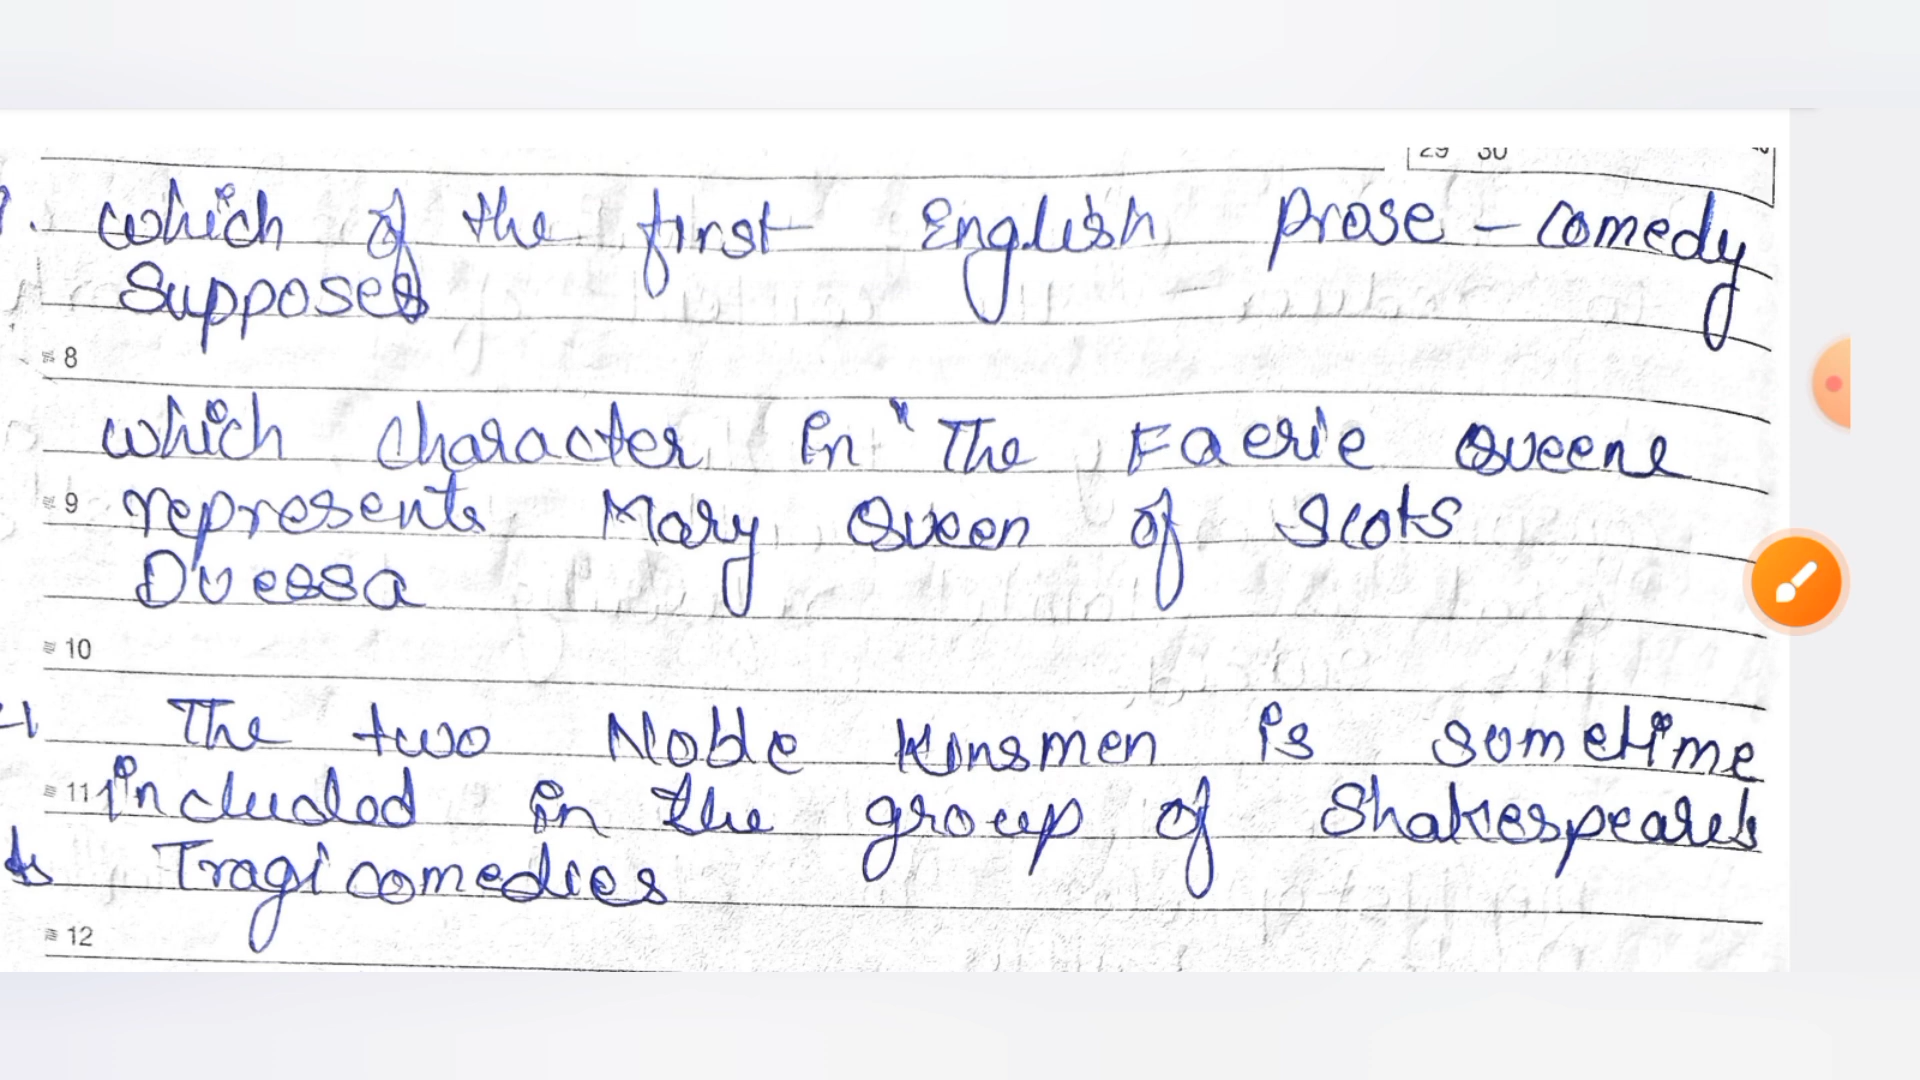 29 30
which of the first English prose - comedy
Supposes
8
which character in "The Faerie Queene
9 represents Mary Queen of Scots
Duessa
10
The two Noble Kinsmen is sometime
11 included in the group of Shakespeare's
Tragicomedies
12